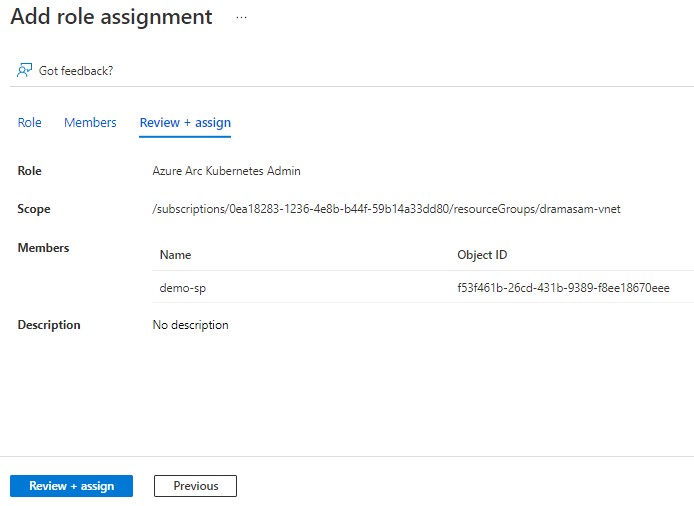 Add role assignment ...
Got feedback?
Role Members Review + assign
Role Azure Arc Kubernetes Admin
Scope /subscriptions/0ea18283-1236-4e8b-b44f-59b14a33dd80/resourceGroups/dramasam-vnet
Members
Name Object ID
demo-sp f53f461b-26cd-431b-9389-f8ee18670eee
Description No description
Review + assign Previous